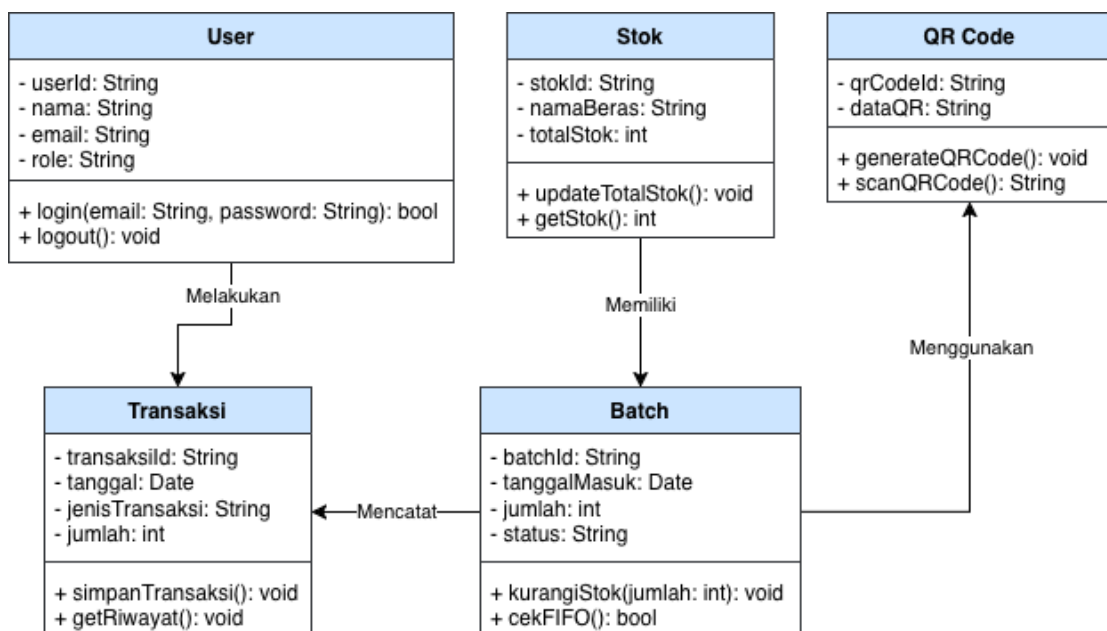 User
- userId: String
- nama: String
- email: String
- role: String
+ login(email: String, password: String): bool
+ logout(): void
Stok
- stokId: String
- namaBeras: String
- totalStok: int
+ updateTotalStok(): void
+ getStok(): int
QR Code
- qrCodeId: String
- dataQR: String
+ generateQRCode(): void
+ scanQRCode(): String
Melakukan
Memiliki
Menggunakan
Transaksi
- transaksiId: String
- tanggal: Date
- jenisTransaksi: String
- jumlah: int
+ simpanTransaksi(): void
+ getRiwayat(): void
Mencatat
Batch
- batchId: String
- tanggalMasuk: Date
- jumlah: int
- status: String
+ kurangiStok(jumlah: int): void
+ cekFIFO(): bool